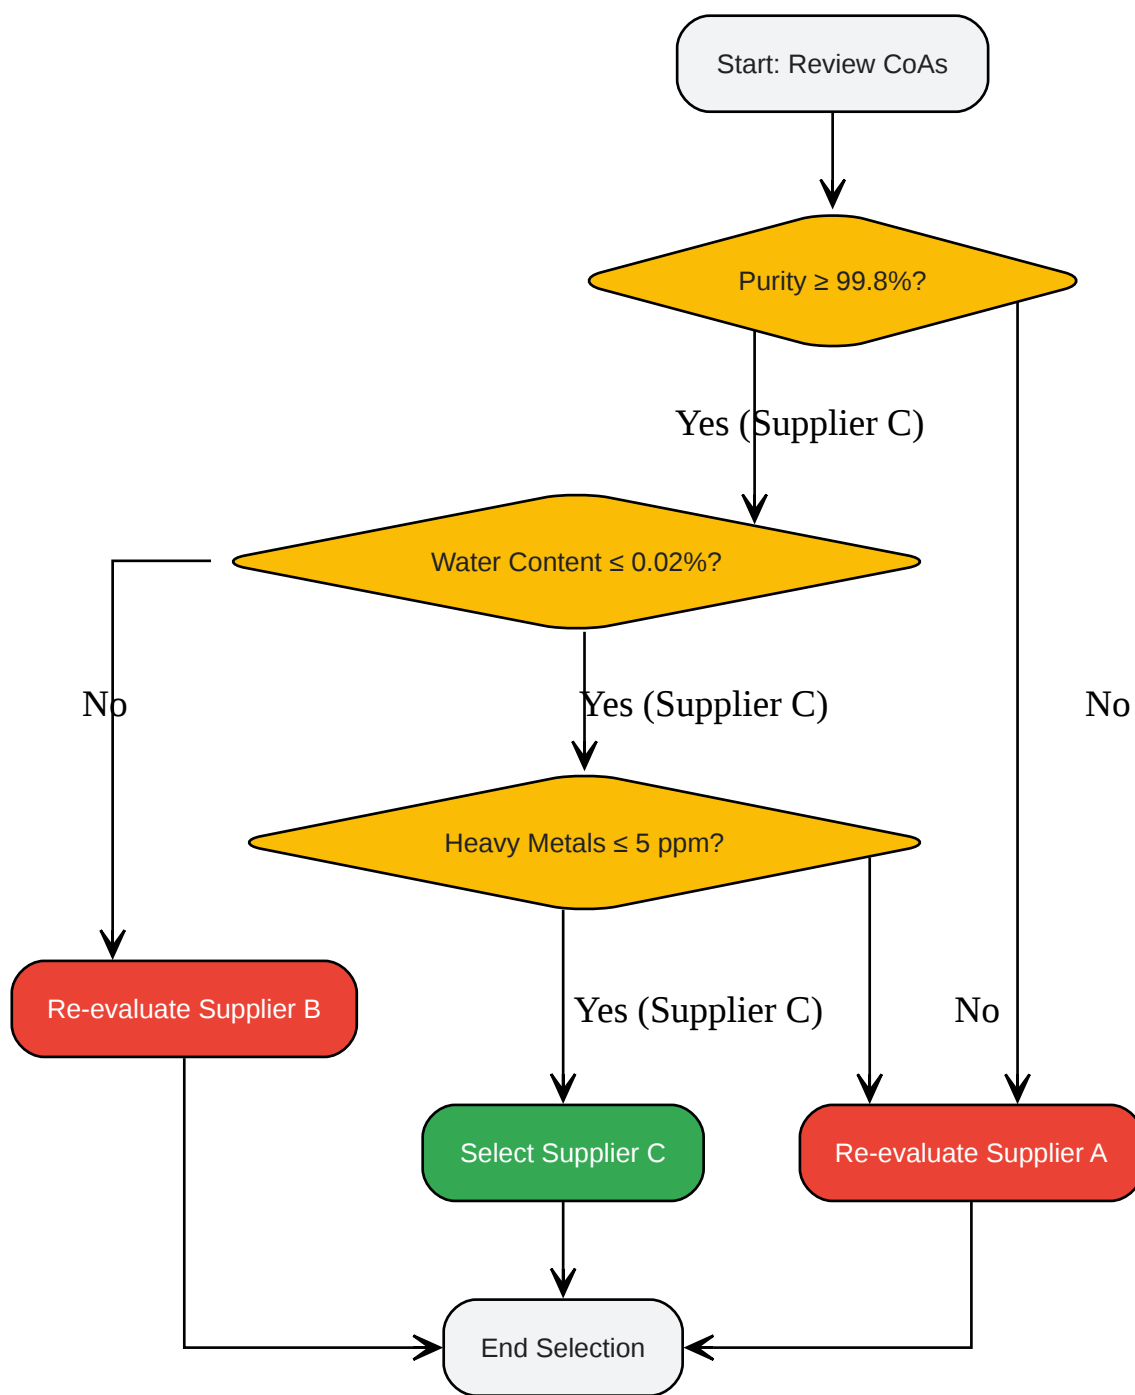 Start: Review CoAs
Purity ≥ 99.8%?
Yes (Supplier C)
Water Content ≤ 0.02%?
No
Yes (Supplier C)
No
Heavy Metals ≤ 5 ppm?
Re-evaluate Supplier B
Yes (Supplier C)
No
Select Supplier C
Re-evaluate Supplier A
End Selection